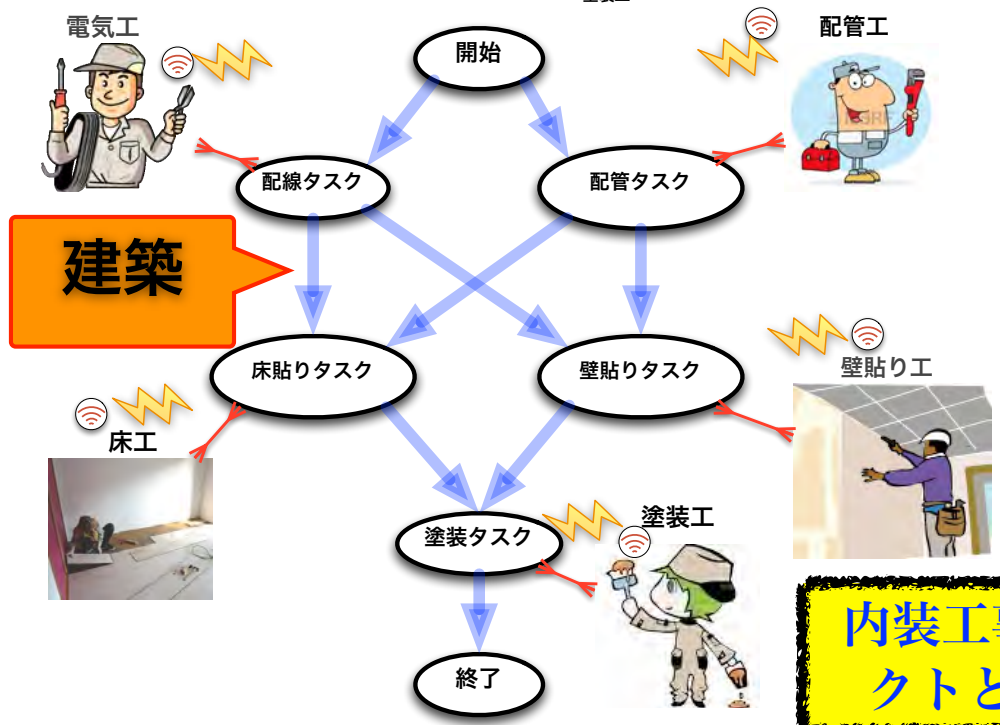 電気工
配管工
開始
配線タスク
配管タスク
建築
床貼りタスク
壁貼りタスク
壁貼り工
床工
塗装タスク
塗装工
内装工事
クトと
終了